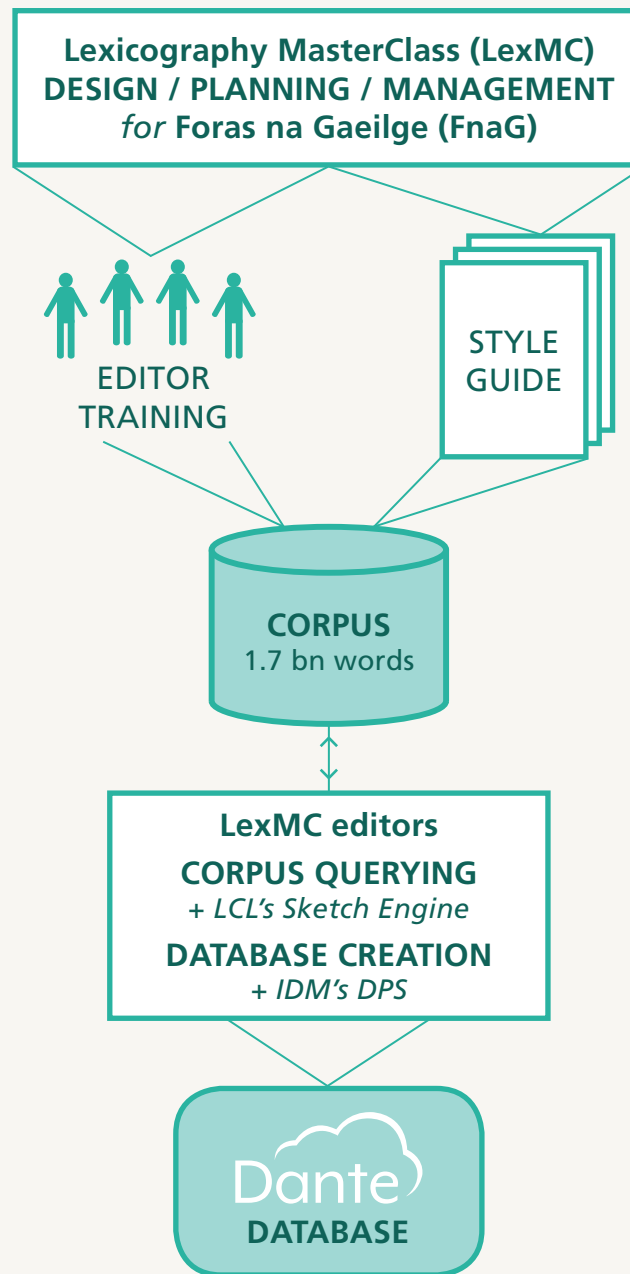 Lexicography MasterClass (LexMC)
DESIGN / PLANNING / MANAGEMENT
for Foras na Gaeilge (FnaG)
EDITOR
TRAINING
STYLE
GUIDE
CORPUS
1.7 bn words
LexMC editors
CORPUS QUERYING
+ LCL's Sketch Engine
DATABASE CREATION
+ IDM's DPS
Dante
DATABASE